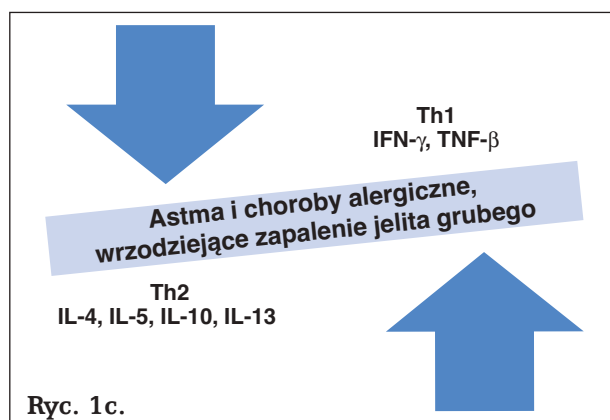 Th1
IFN-γ, TNF-β
Astma i choroby alergiczne,
wrzodziejące zapalenie jelita grubego
Th2
IL-4, IL-5, IL-10, IL-13
Ryc. 1c.